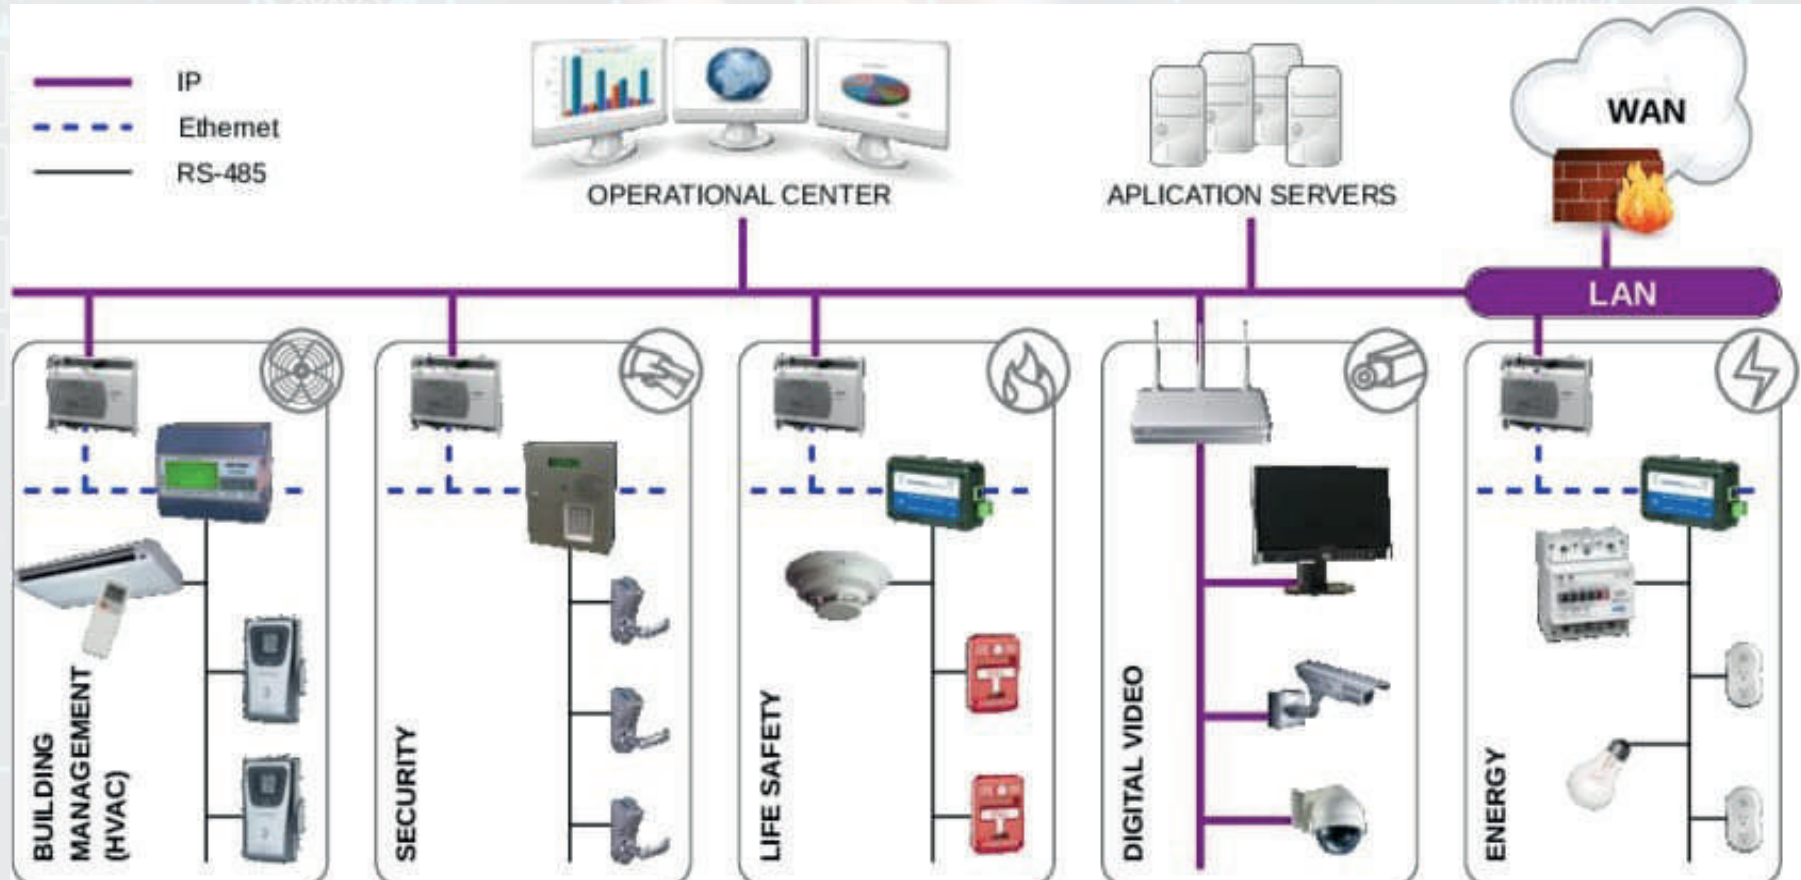 IP
Ethernet
RS-485
OPERATIONAL CENTER
APLICATION SERVERS
WAN
LAN
BUILDING
MANAGEMENT
(HVAC)
SECURITY
LIFE SAFETY
DIGITAL VIDEO
ENERGY